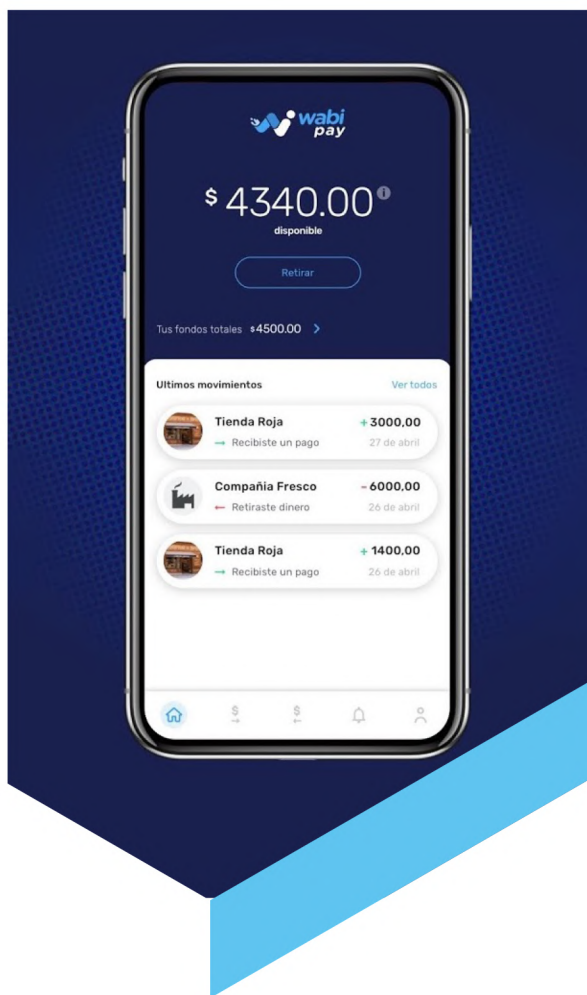 wabi
pay
$ 4340.00
disponible
Retirar
Tus fondos totales $4500.00 >
Ultimos movimientos Ver todos
Tienda Roja + 3000,00
→ Recibiste un pago 27 de abril
Compañia Fresco - 6000,00
← Retiraste dinero 26 de abril
Tienda Roja + 1400,00
→ Recibiste un pago 26 de abril